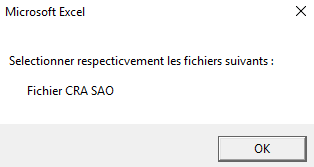 Microsoft Excel
Selectionner respecticvement les fichiers suivants :
Fichier CRA SAO
OK